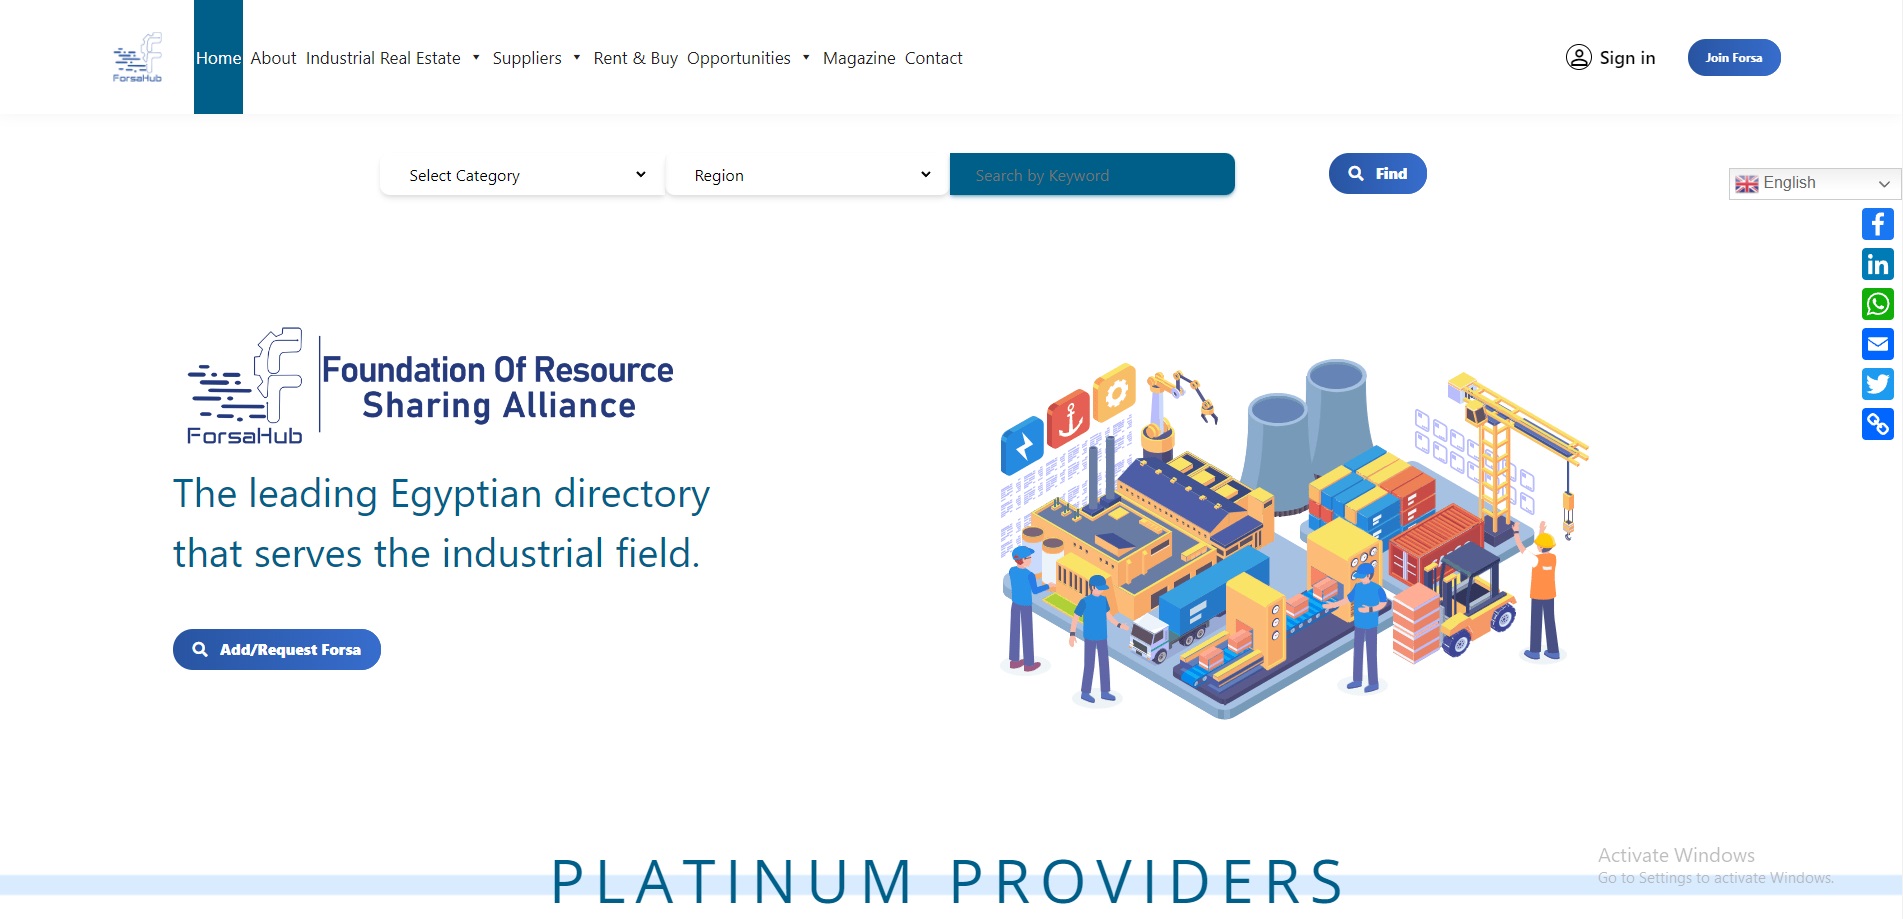 ForsaHub
Home About Industrial Real Estate Suppliers Rent & Buy Opportunities Magazine Contact
Sign in
Join Forsa
Select Category
Region
Search by Keyword
Find
English
ForsaHub
Foundation Of Resource
Sharing Alliance
The leading Egyptian directory
that serves the industrial field.
Add/Request Forsa
PLATINUM PROVIDERS
Activate Windows
Go to Settings to activate Windows.